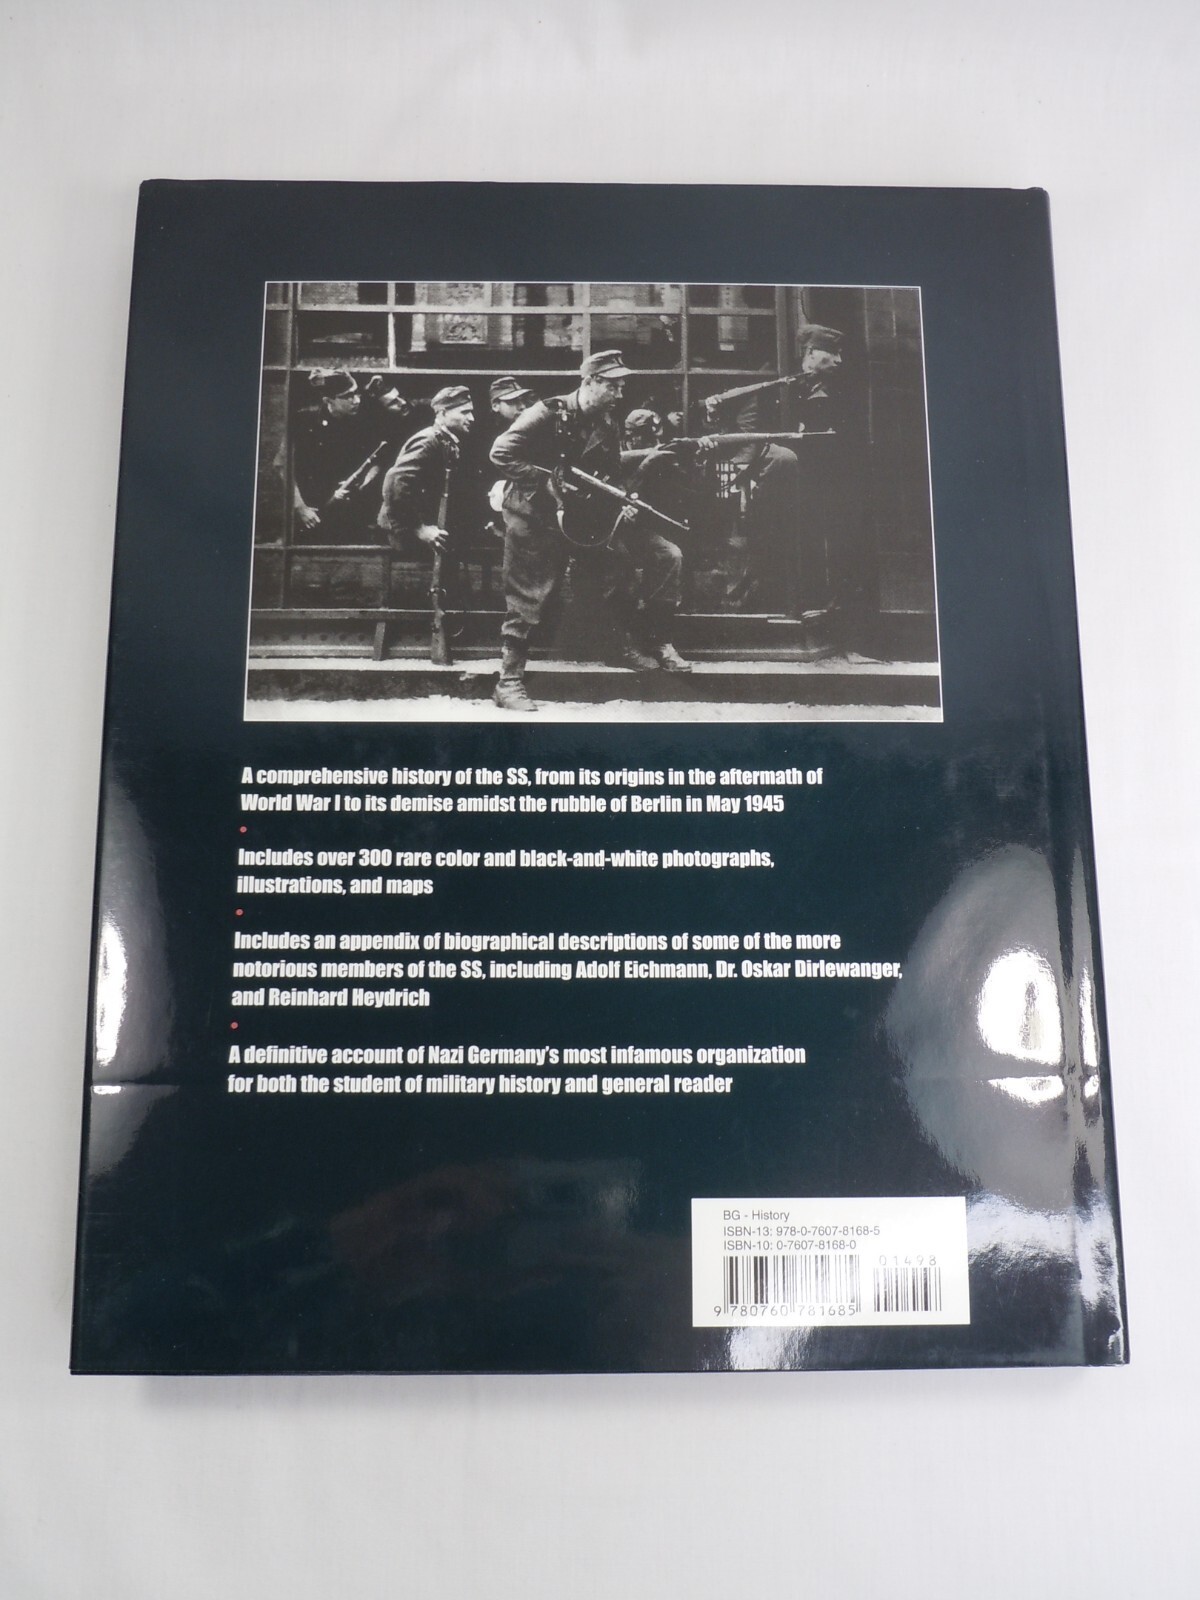 A comprehensive history of the SS, from its origins in the aftermath of
World War I to its demise amidst the rubble of Berlin in May 1945
•
Includes over 300 rare color and black-and-white photographs,
illustrations, and maps
•
Includes an appendix of biographical descriptions of some of the more
notorious members of the SS, including Adolf Eichmann, Dr. Oskar Dirlewanger,
and Reinhard Heydrich
•
A definitive account of Nazi Germany's most infamous organization
for both the student of military history and general reader
BG - History
ISBN-13: 978-0-7607-8168-5
ISBN-10: 0-7607-8168-0
01498
9 780760 781685